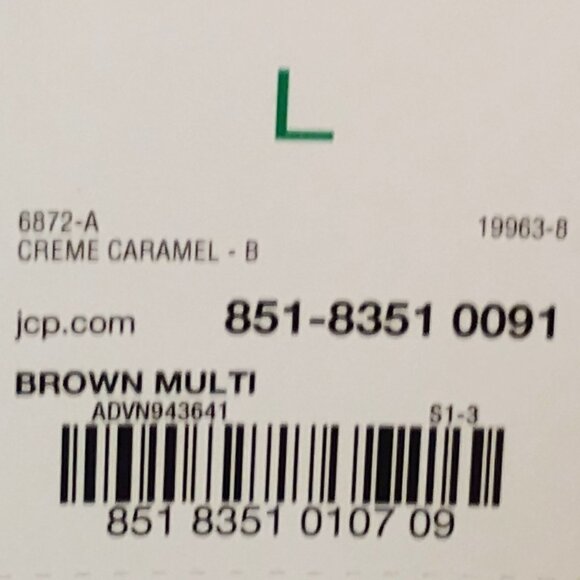 L
6872-A 19963-8
CREME CARAMEL - B
jcp.com 851-8351 0091
BROWN MULTI
ADVN943641 S1-3
851 8351 0107 09